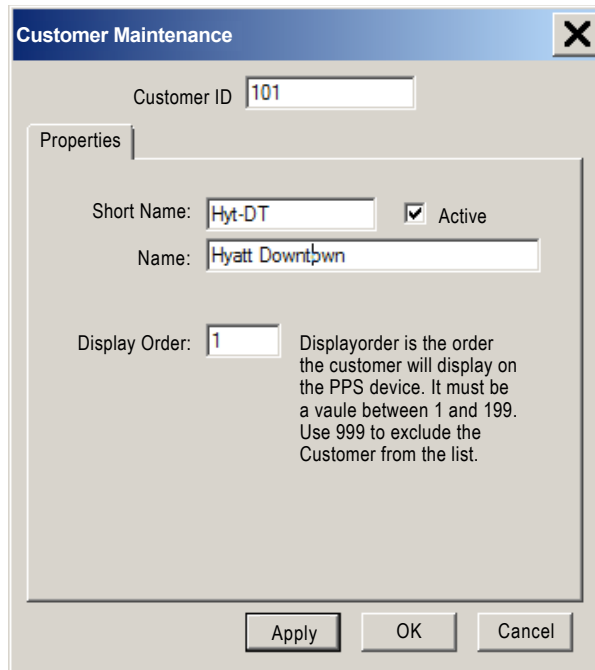 Customer Maintenance
Customer ID 101
Properties
Short Name: Hyt-DT Active
Name: Hyatt Downtown
Display Order: 1
Displayorder is the order
the customer will display on
the PPS device. It must be
a vaule between 1 and 199.
Use 999 to exclude the
Customer from the list.
Apply OK Cancel